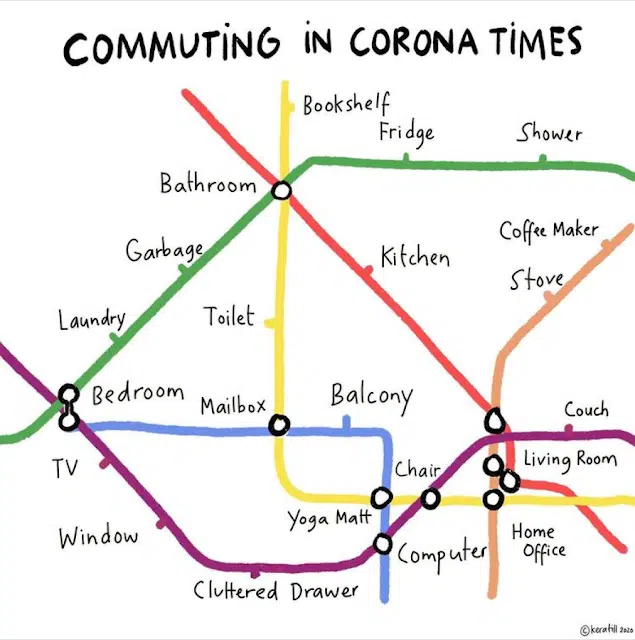 COMMUTING IN CORONA TIMES
Bookshelf
Fridge
Shower
Bathroom
Coffee Maker
Garbage
Kitchen
Stove
Laundry
Toilet
Bedroom
Mailbox
Balcony
Couch
TV
Chair
Living Room
Yoga Matt
Window
Computer
Home
Office
Cluttered Drawer
©keratill 2020